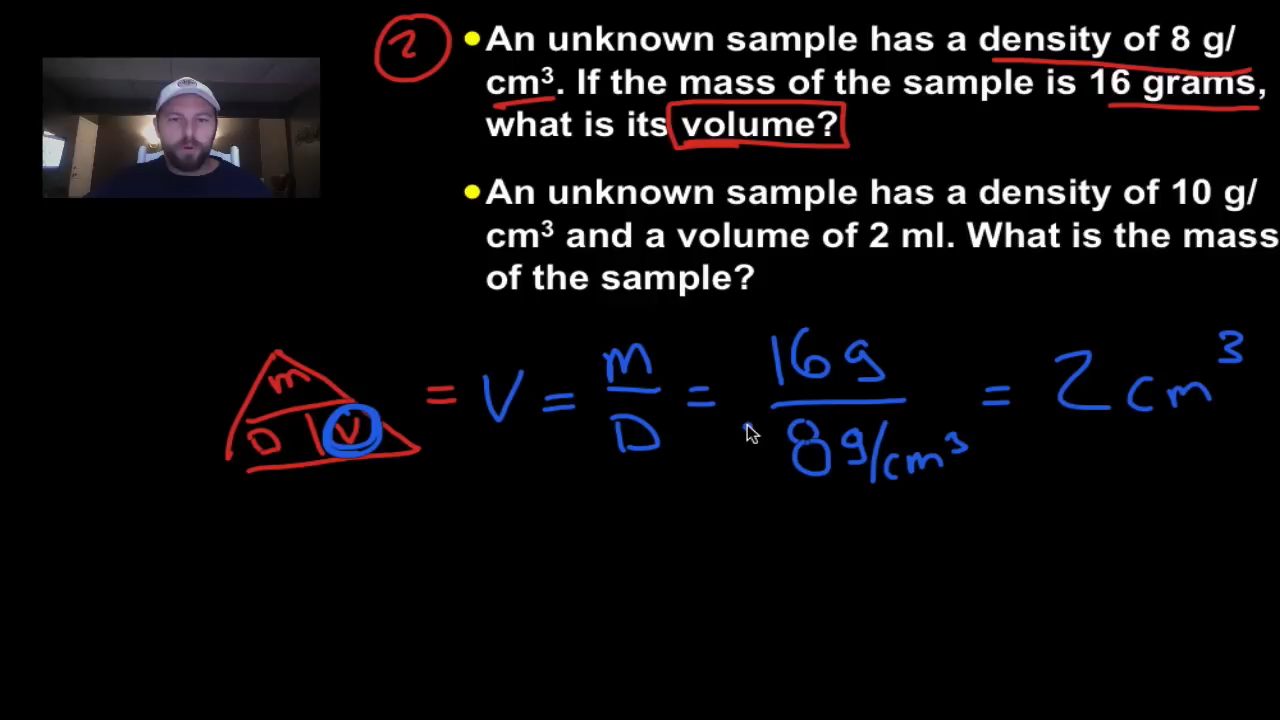 2
• An unknown sample has a density of 8 g/
cm³. If the mass of the sample is 16 grams,
what is its volume?
• An unknown sample has a density of 10 g/
cm³ and a volume of 2 ml. What is the mass
of the sample?
m
D | V = V = m/D = 16g / 8g/cm³ = 2 cm³